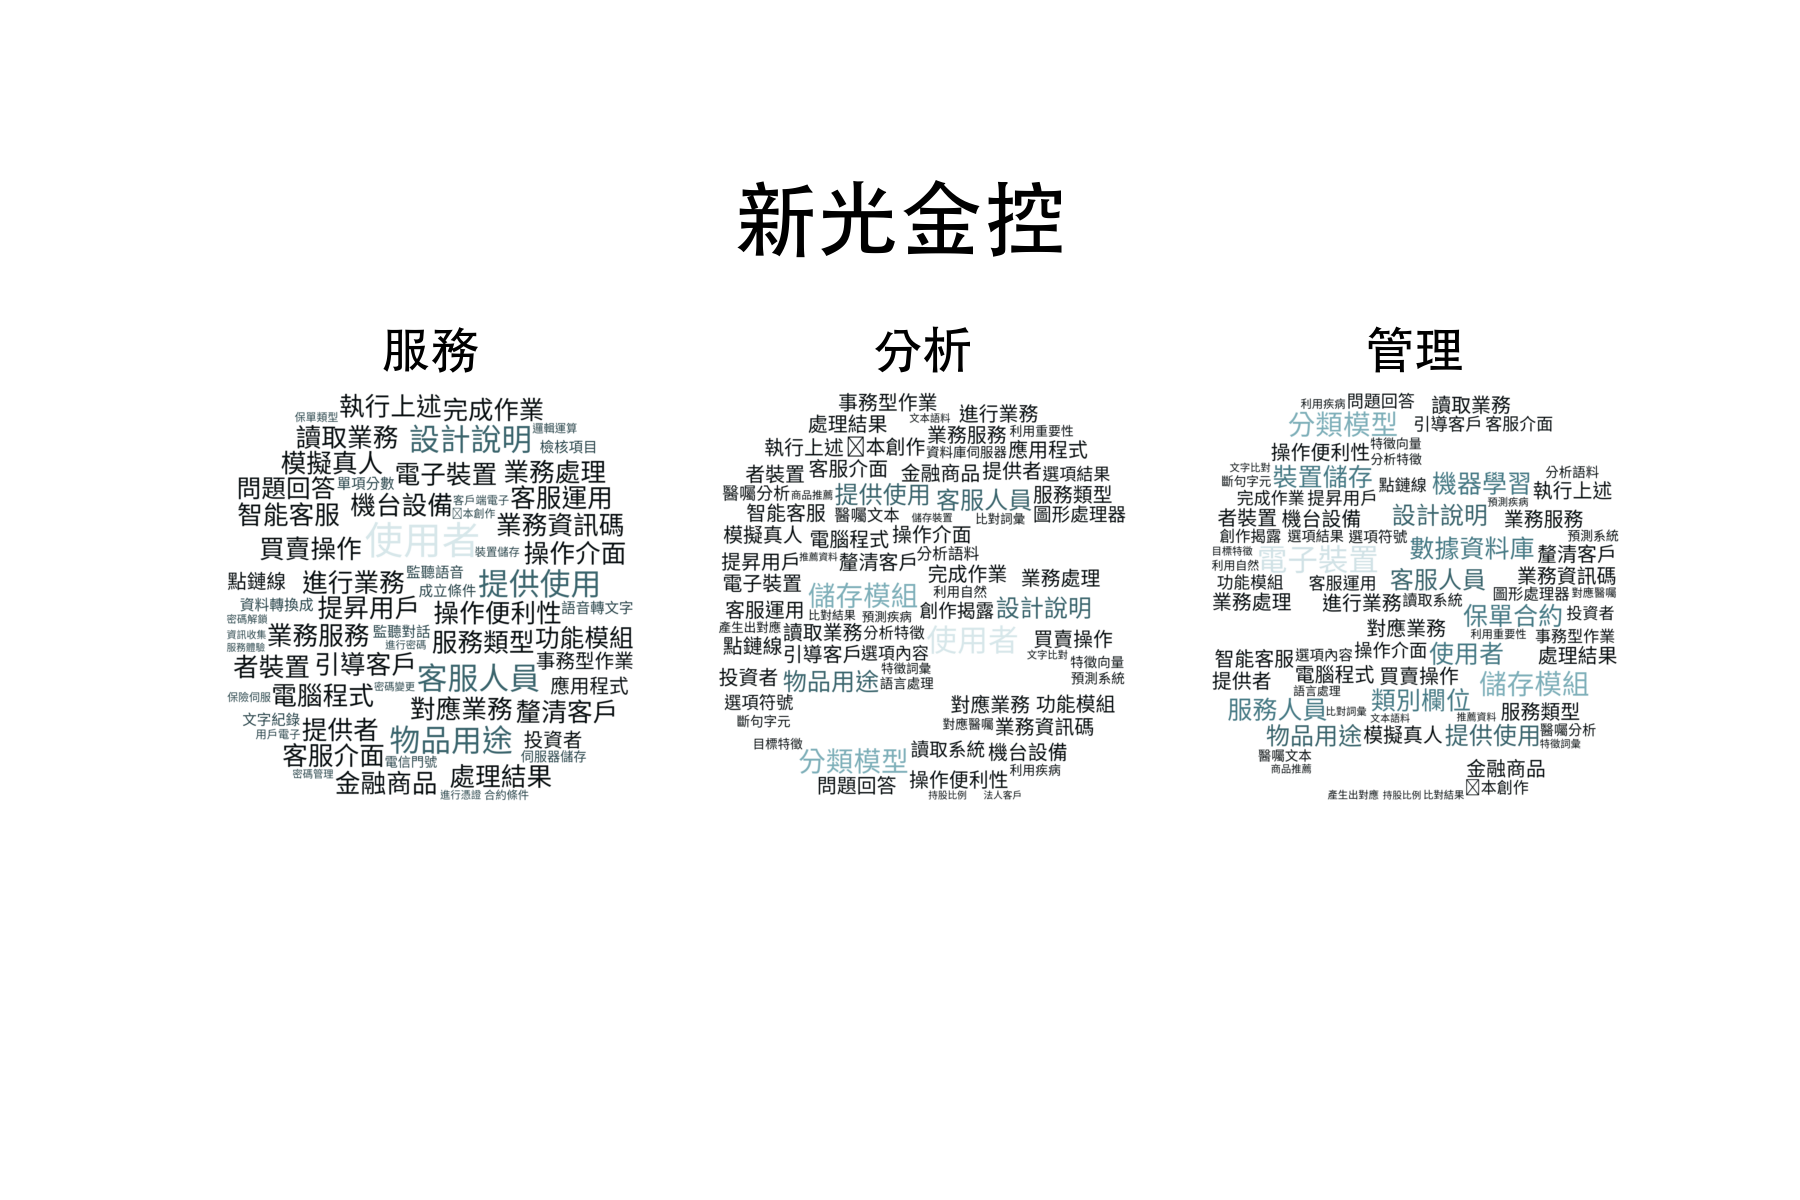 新光金控
服務
分析
管理
執行上述 完成作業
保單類型
讀取業務 設計說明 邏輯運算
檢核項目
模擬真人 電子裝置 業務處理
問題回答 單項分數
機台設備 客戶端電子 客服運用
智能客服 本創作 業務資訊碼
買賣操作 使用者 裝置儲存 操作介面
點鏈線 進行業務 監聽語音 成立條件 提供使用
資料轉換成 提昇用戶 操作便利性 語音轉文字
密碼解鎖
資訊收集 業務服務 監聽對話 服務類型 功能模組
服務體驗 進行密碼
者裝置 引導客戶 客服人員 事務型作業
保險伺服 電腦程式 密碼變更 應用程式
對應業務 釐清客戶
文字紀錄 提供者 物品用途 投資者
用戶電子
客服介面 電信門號 伺服器儲存
密碼管理 金融商品 處理結果
進行憑證 合約條件
事務型作業
處理結果 文本語料 進行業務
業務服務 利用重要性
執行上述 本創作 資料庫伺服器 應用程式
者裝置 客服介面 金融商品 提供者 選項結果
醫囑分析 商品推薦 提供使用 客服人員 服務類型
智能客服 醫囑文本 儲存裝置 比對詞彙 圖形處理器
模擬真人 電腦程式 操作介面
提昇用戶 推薦資料 釐清客戶 分析語料
電子裝置 完成作業 業務處理
儲存模組 利用自然
客服運用 比對結果 預測疾病 創作揭露 設計說明
產生出對應 讀取業務 分析特徵 使用者 買賣操作
點鏈線 引導客戶 選項內容 文字比對
投資者 物品用途 特徵詞彙 語言處理 特徵向量 預測系統
選項符號 對應業務 功能模組
斷句字元 對應醫囑 業務資訊碼
目標特徵 讀取系統 機台設備
分類模型 利用疾病
問題回答 操作便利性
持股比例 法人客戶
利用疾病 問題回答 讀取業務
分類模型 引導客戶 客服介面
操作便利性 特徵向量
分析特徵
文字比對 裝置儲存 點鏈線 機器學習 分析語料
斷句字元 執行上述
完成作業 提昇用戶 預測疾病
者裝置 機台設備 設計說明 業務服務
創作揭露 選項結果 選項符號 預測系統
目標特徵 電子裝置 數據資料庫 釐清客戶
利用自然
功能模組 客服運用 客服人員 業務資訊碼
業務處理 進行業務 讀取系統 圖形處理器 對應醫囑
保單合約 投資者
對應業務 利用重要性 事務型作業
智能客服 選項內容 操作介面 使用者 處理結果
提供者 電腦程式 買賣操作
語言處理 類別欄位 儲存模組
服務人員 比對詞彙 文本語料 推薦資料 服務類型
物品用途 模擬真人 提供使用 醫囑分析
特徵詞彙
醫囑文本
商品推薦 金融商品
產生出對應 持股比例 比對結果 本創作